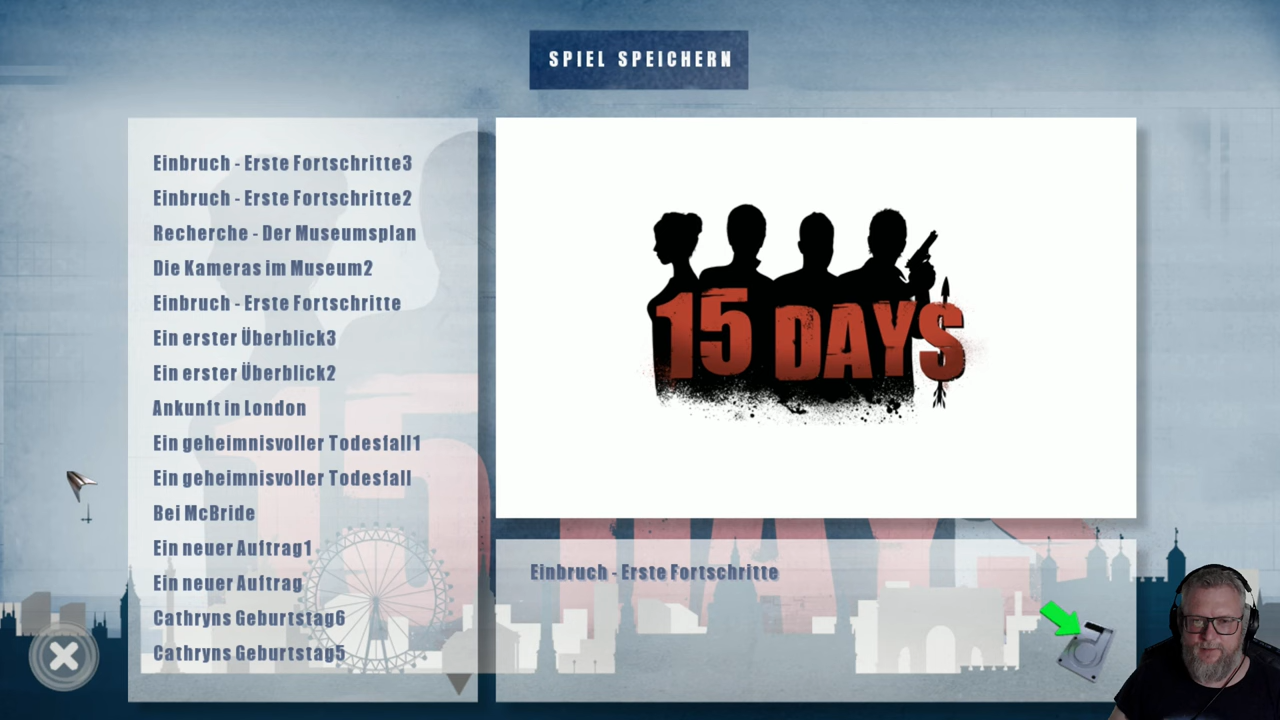 SPIEL SPEICHERN
Einbruch - Erste Fortschritte3
Einbruch - Erste Fortschritte2
Recherche - Der Museumsplan
Die Kameras im Museum2
Einbruch - Erste Fortschritte
Ein erster Überblick3
Ein erster Überblick2
Ankunft in London
Ein geheimnisvoller Todesfall1
Ein geheimnisvoller Todesfall
Bei McBride
Ein neuer Auftrag1
Ein neuer Auftrag
Cathryns Geburtstag6
Cathryns Geburtstag5
15 DAYS
Einbruch - Erste Fortschritte